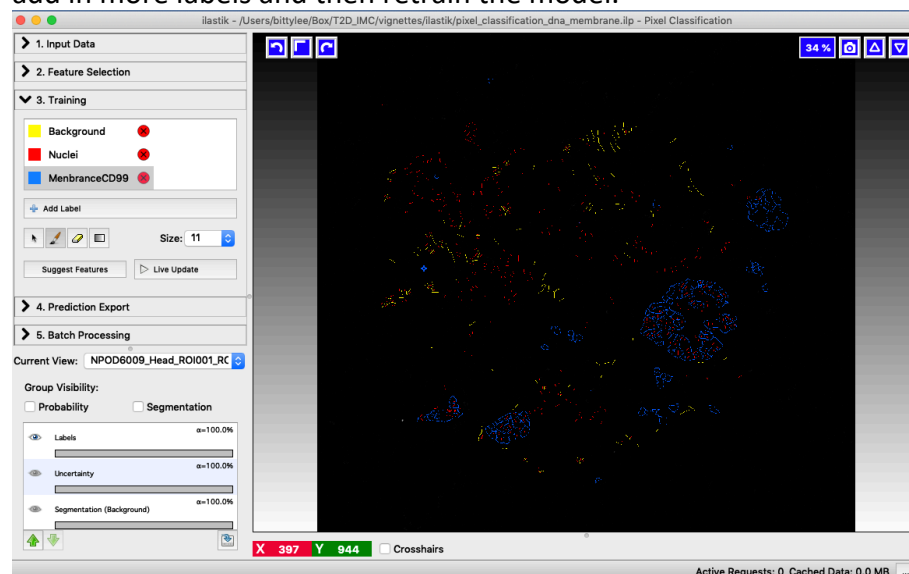 add in more labels and then retrain the model.
ilastik - /Users/bittylee/Box/T2D_IMC/vignettes/ilastik/pixel_classification_dna_membrane.ilp - Pixel Classification
1. Input Data
34 %
2. Feature Selection
3. Training
Background
Nuclei
MenbranceCD99
Add Label
Size: 11
Suggest Features
Live Update
4. Prediction Export
5. Batch Processing
Current View: NPOD6009_Head_ROI001_RC
Group Visibility:
Probability
Segmentation
α=100.0%
Labels
α=100.0%
Uncertainty
α=100.0%
Segmentation (Background)
X 397 Y 944 Crosshairs
Active Requests: 0 Cached Data: 0.0 MB ...